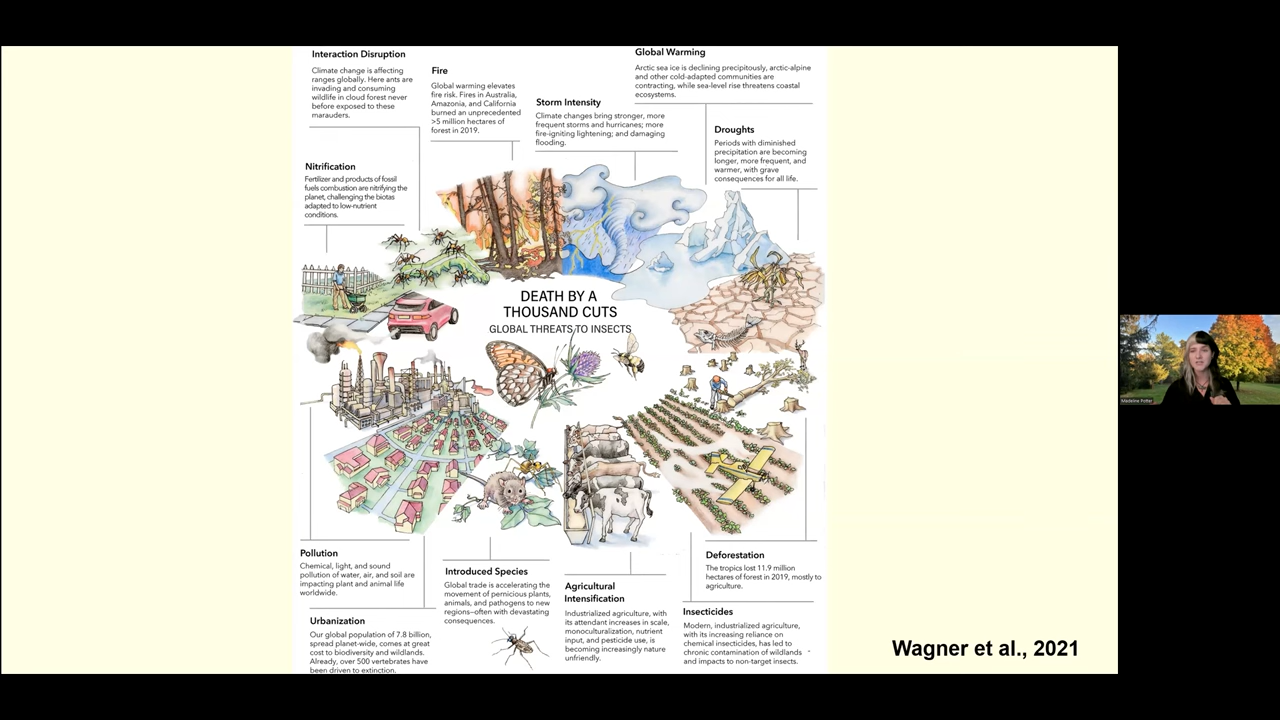 Interaction Disruption
Climate change is affecting
ranges globally. Here ants are
invading and consuming
wildlife in cloud forest never
before exposed to these
marauders.
Fire
Global warming elevates
fire risk. Fires in Australia,
Amazonia, and California
burned an unprecedented
>5 million hectares of
forest in 2019.
Storm Intensity
Climate changes bring stronger, more
frequent storms and hurricanes; more
fire-igniting lightening; and damaging
flooding.
Global Warming
Arctic sea ice is declining precipitously, arctic-alpine
and other cold-adapted communities are
contracting, while sea-level rise threatens coastal
ecosystems.
Droughts
Periods with diminished
precipitation are becoming
longer, more frequent, and
warmer, with grave
consequences for all life.
Nitrification
Fertilizer and products of fossil
fuels combustion are nitrifying the
planet, challenging the biotas
adapted to low-nutrient
conditions.
DEATH BY A
THOUSAND CUTS
GLOBAL THREATS TO INSECTS
Pollution
Chemical, light, and sound
pollution of water, air, and soil are
impacting plant and animal life
worldwide.
Urbanization
Our global population of 7.8 billion,
spread planet-wide, comes at great
cost to biodiversity and wildlands.
Already, over 500 vertebrates have
been driven to extinction.
Introduced Species
Global trade is accelerating the
movement of pernicious plants,
animals, and pathogens to new
regions—often with devastating
consequences.
Agricultural
Intensification
Industrialized agriculture, with
its attendant increases in scale,
monoculturalization, nutrient
input, and pesticide use, is
becoming increasingly nature
unfriendly.
Deforestation
The tropics lost 11.9 million
hectares of forest in 2019, mostly to
agriculture.
Insecticides
Modern, industrialized agriculture,
with its increasing reliance on
chemical insecticides, has led to
chronic contamination of wildlands
and impacts to non-target insects.
Wagner et al., 2021
Madeline Potter